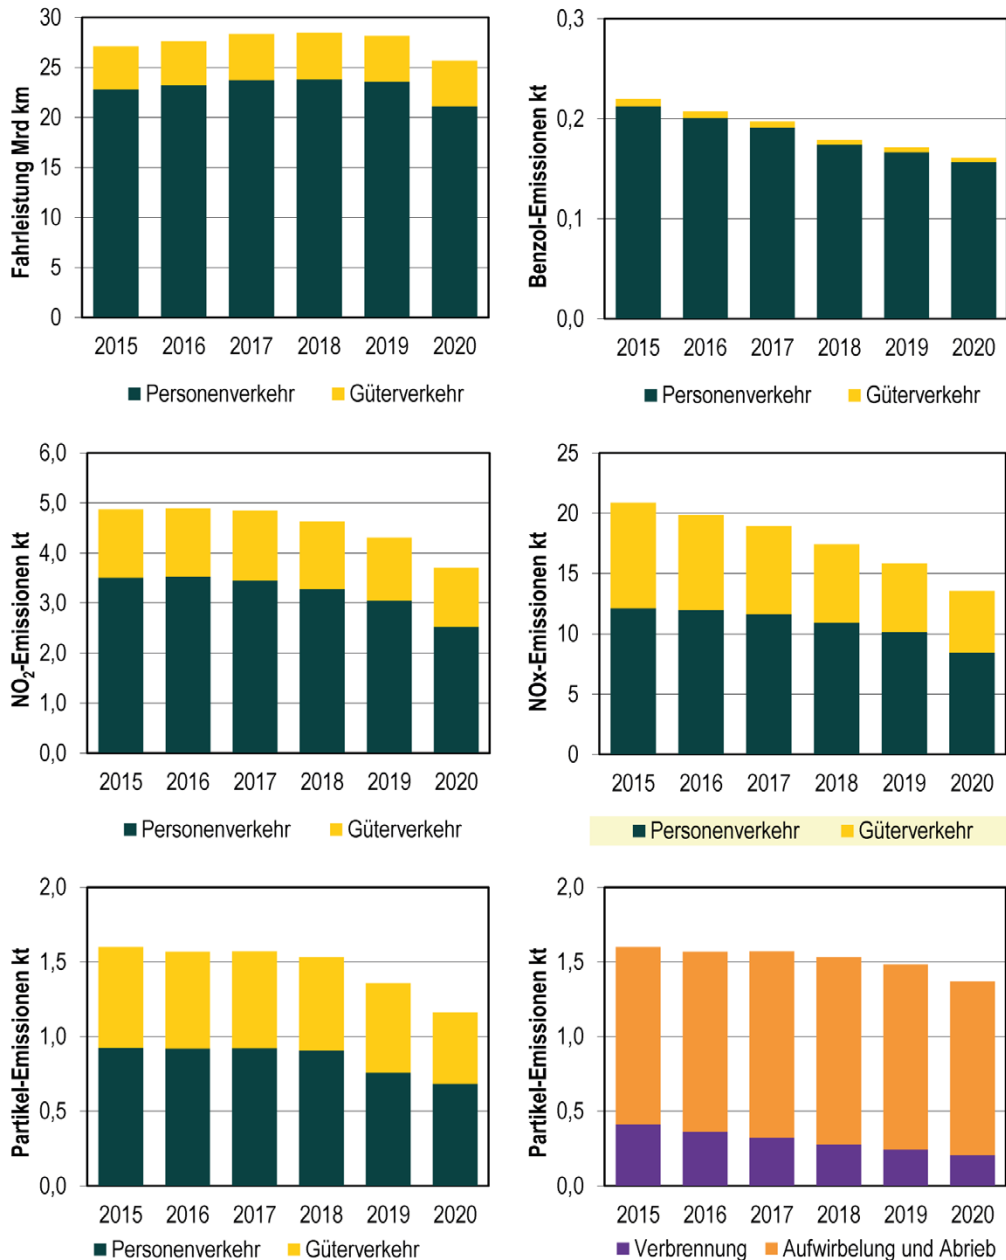 Fahrleistung Mrd km
30
25
20
15
10
5
0
2015 2016 2017 2018 2019 2020
Personenverkehr Güterverkehr
Benzol-Emissionen kt
0,3
0,2
0,1
0,0
2015 2016 2017 2018 2019 2020
Personenverkehr Güterverkehr
NO₂-Emissionen kt
6,0
5,0
4,0
3,0
2,0
1,0
0,0
2015 2016 2017 2018 2019 2020
Personenverkehr Güterverkehr
NOx-Emissionen kt
25
20
15
10
5
0
2015 2016 2017 2018 2019 2020
Personenverkehr Güterverkehr
Partikel-Emissionen kt
2,0
1,5
1,0
0,5
0,0
2015 2016 2017 2018 2019 2020
Personenverkehr Güterverkehr
Partikel-Emissionen kt
2,0
1,5
1,0
0,5
0,0
2015 2016 2017 2018 2019 2020
Verbrennung Aufwirbelung und Abrieb